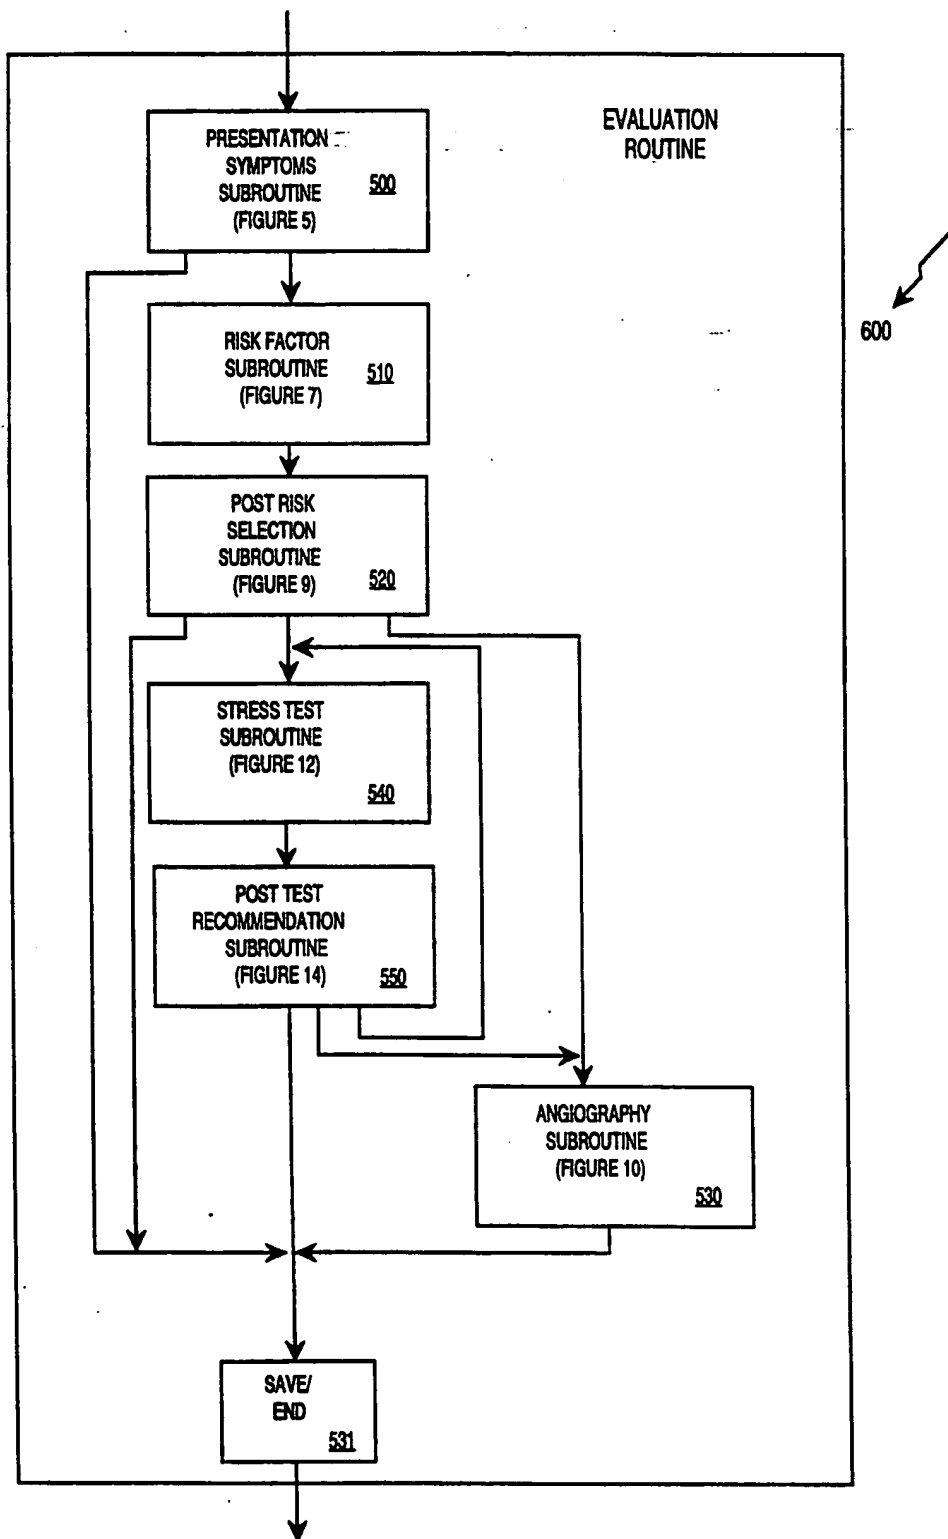 EVALUATION
ROUTINE
PRESENTATION
SYMPTOMS
SUBROUTINE
(FIGURE 5)
500
600
RISK FACTOR
SUBROUTINE
(FIGURE 7)
510
POST RISK
SELECTION
SUBROUTINE
(FIGURE 9)
520
STRESS TEST
SUBROUTINE
(FIGURE 12)
540
POST TEST
RECOMMENDATION
SUBROUTINE
(FIGURE 14)
550
ANGIOGRAPHY
SUBROUTINE
(FIGURE 10)
530
SAVE/
END
531